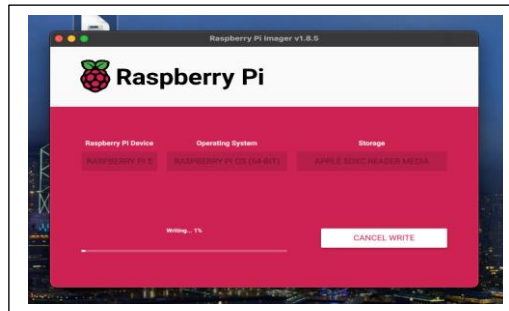 Raspberry Pi Imager v1.8.5
Raspberry Pi
Raspberry Pi Device
Operating System
Storage
RASPBERRY PI 5
RASPBERRY PI OS (64-BIT)
APPLE SDXC READER MEDIA
Writing... 1%
CANCEL WRITE